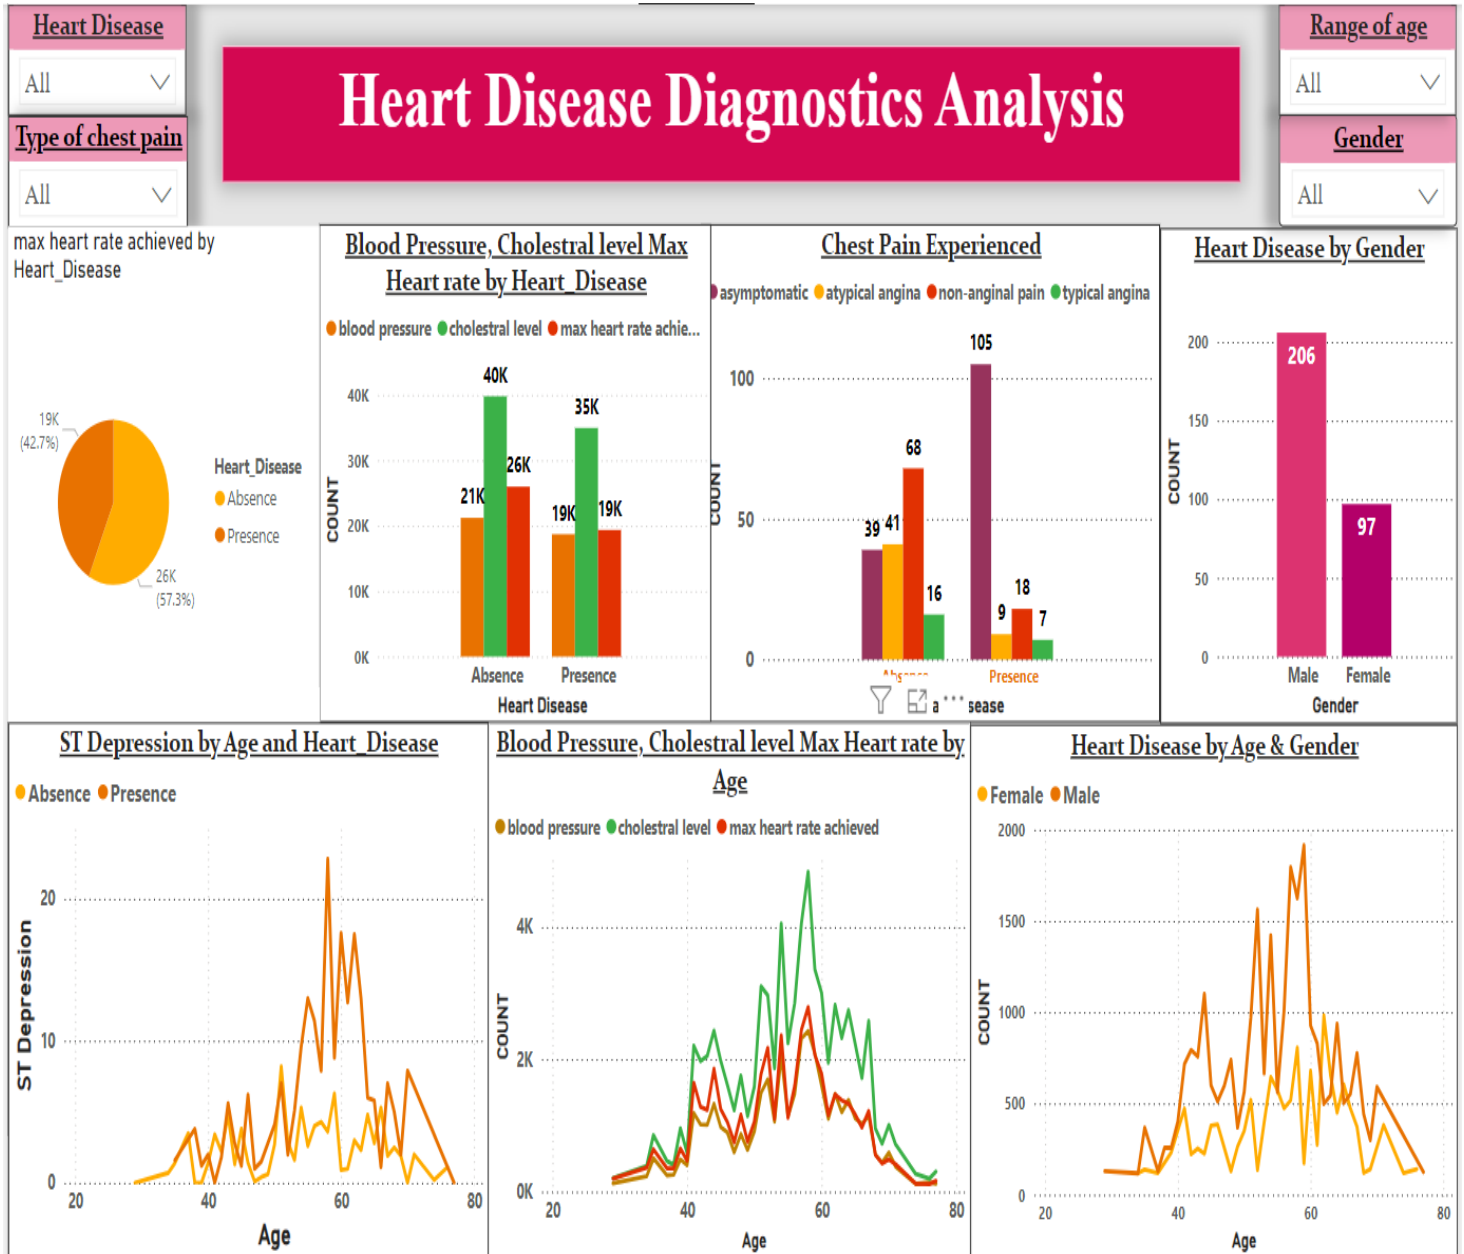 Heart Disease
All
Type of chest pain
All
Heart Disease Diagnostics Analysis
Range of age
All
Gender
All
max heart rate achieved by
Heart_Disease
19K
(42.7%)
Heart_Disease
Absence
Presence
26K
(57.3%)
Blood Pressure, Cholestral level Max
Heart rate by Heart_Disease
blood pressure cholestral level max heart rate achie...
COUNT
40K
30K
20K
10K
0K
21K
40K
26K
19K
35K
19K
Absence Presence
Heart Disease
Chest Pain Experienced
asymptomatic atypical angina non-anginal pain typical angina
COUNT
100
50
0
39
41
68
16
105
9
18
7
Presence
a ... sease
Heart Disease by Gender
COUNT
200
150
100
50
0
206
97
Male Female
Gender
ST Depression by Age and Heart_Disease
Absence Presence
ST Depression
20
10
0
20 40 60 80
Age
Blood Pressure, Cholestral level Max Heart rate by
Age
blood pressure cholestral level max heart rate achieved
COUNT
4K
2K
0K
20 40 60 80
Age
Heart Disease by Age & Gender
Female Male
COUNT
2000
1500
1000
500
0
20 40 60 80
Age